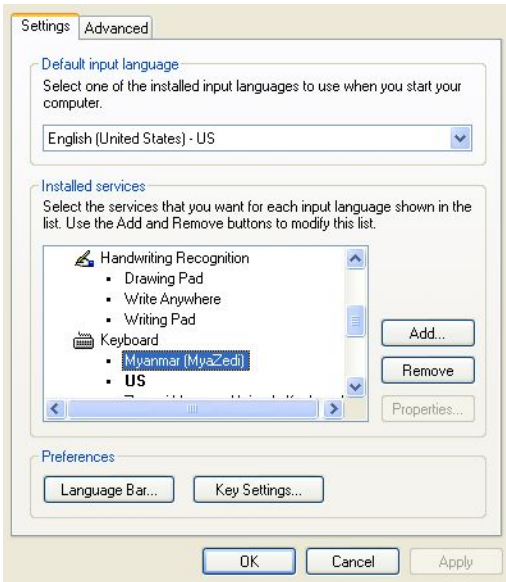 Settings Advanced
Default input language
Select one of the installed input languages to use when you start your
computer.
English (United States) - US
Installed services
Select the services that you want for each input language shown in the
list. Use the Add and Remove buttons to modify this list.
Handwriting Recognition
Drawing Pad
Write Anywhere
Writing Pad
Keyboard
Myanmar (MyaZedi)
US
Add...
Remove
Properties...
Preferences
Language Bar... Key Settings...
OK Cancel Apply